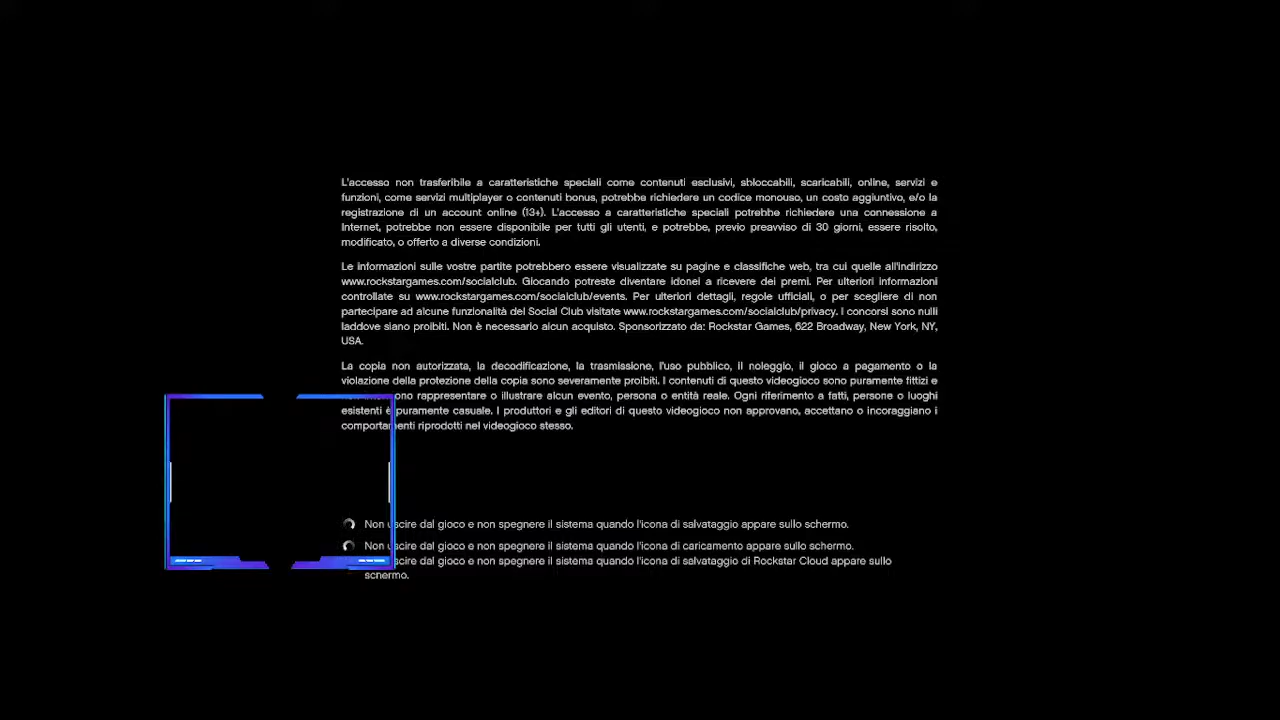 L'accesso non trasferibile a caratteristiche speciali come contenuti esclusivi, sbloccabili, scaricabili, online, servizi e
funzioni, come servizi multiplayer o contenuti bonus, potrebbe richiedere un codice monouso, un costo aggiuntivo, e/o la
registrazione di un account online (13+). L'accesso a caratteristiche speciali potrebbe richiedere una connessione a
Internet, potrebbe non essere disponibile per tutti gli utenti, e potrebbe, previo preavviso di 30 giorni, essere risolto,
modificato, o offerto a diverse condizioni.
Le informazioni sulle vostre partite potrebbero essere visualizzate su pagine e classifiche web, tra cui quelle all'indirizzo
www.rockstargames.com/socialclub. Giocando potreste diventare idonei a ricevere dei premi. Per ulteriori informazioni
controllate su www.rockstargames.com/socialclub/events. Per ulteriori dettagli, regole ufficiali, o per scegliere di non
partecipare ad alcune funzionalità del Social Club visitate www.rockstargames.com/socialclub/privacy. I concorsi sono nulli
laddove siano proibiti. Non è necessario alcun acquisto. Sponsorizzato da: Rockstar Games, 622 Broadway, New York, NY,
USA.
La copia non autorizzata, la decodificazione, la trasmissione, l'uso pubblico, il noleggio, il gioco a pagamento o la
violazione della protezione della copia sono severamente proibiti. I contenuti di questo videogioco sono puramente fittizi e
rappresentare o illustrare alcun evento, persona o entità reale. Ogni riferimento a fatti, persone o luoghi
esistenti è puramente casuale. I produttori e gli editori di questo videogioco non approvano, accettano o incoraggiano i
comportamenti riprodotti nel videogioco stesso.
Non uscire dal gioco e non spegnere il sistema quando l'icona di salvataggio appare sullo schermo.
Non uscire dal gioco e non spegnere il sistema quando l'icona di caricamento appare sullo schermo.
uscire dal gioco e non spegnere il sistema quando l'icona di salvataggio di Rockstar Cloud appare sullo
schermo.